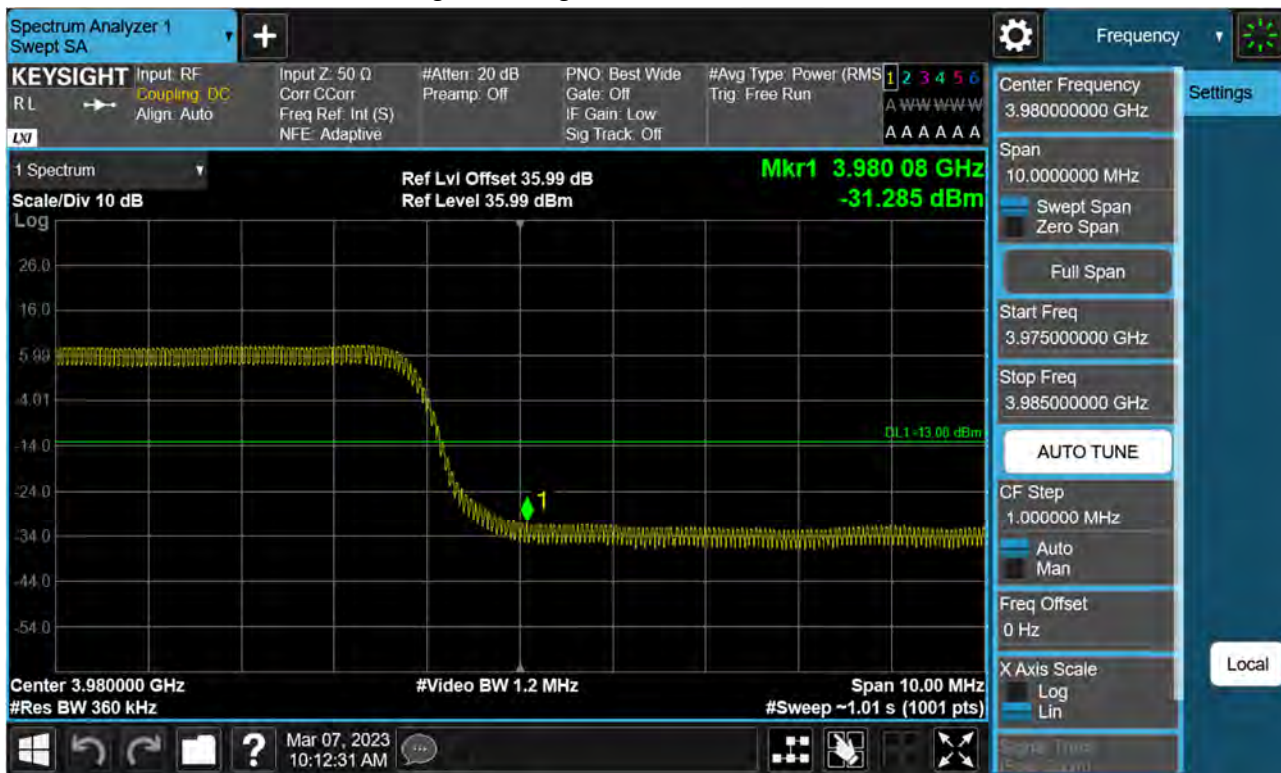 Spectrum Analyzer 1
Swept SA
Frequency
KEYSIGHT
R L
LXI
Input: RF
Coupling: DC
Align: Auto
Input Z: 50 Ω
Corr CCorr
Freq Ref: Int (S)
NFE: Adaptive
#Atten: 20 dB
Preamp: Off
PNO: Best Wide
Gate: Off
IF Gain: Low
Sig Track: Off
#Avg Type: Power (RMS
Trig: Free Run
1 2 3 4 5 6
A W W W W W
A A A A A A
Center Frequency
3.980000000 GHz
Settings
1 Spectrum
Scale/Div 10 dB
Log
Ref Lvl Offset 35.99 dB
Ref Level 35.99 dBm
Mkr1 3.980 08 GHz
-31.285 dBm
26.0
16.0
5.99
-4.01
-14.0
-24.0
-34.0
-44.0
-54.0
DL1 -13.00 dBm
1
Span
10.0000000 MHz
Swept Span
Zero Span
Full Span
Start Freq
3.975000000 GHz
Stop Freq
3.985000000 GHz
AUTO TUNE
CF Step
1.000000 MHz
Auto
Man
Freq Offset
0 Hz
X Axis Scale
Log
Lin
Local
Center 3.980000 GHz
#Res BW 360 kHz
#Video BW 1.2 MHz
Span 10.00 MHz
#Sweep ~1.01 s (1001 pts)
?
Mar 07, 2023
10:12:31 AM